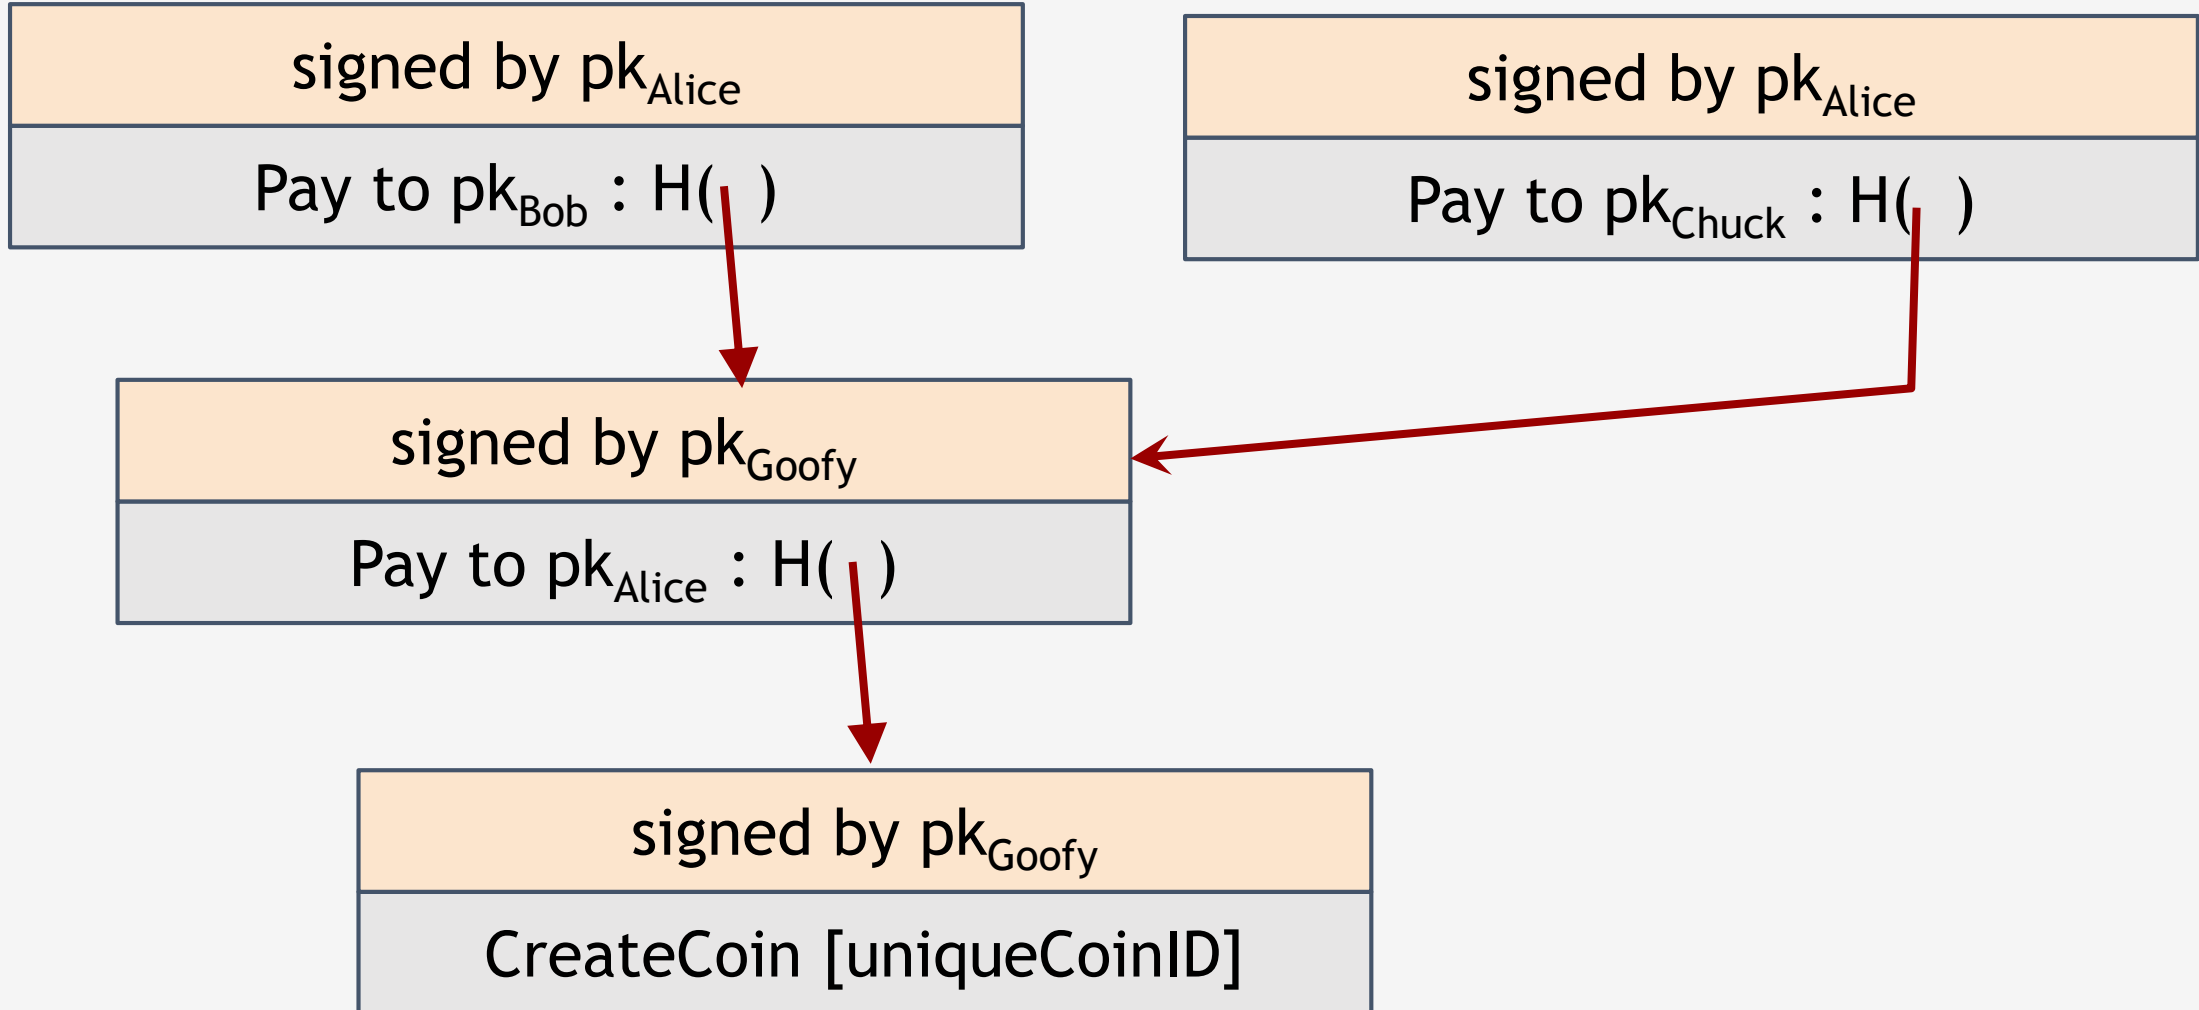 signed by pkAlice
Pay to pkBob : H( )
signed by pkAlice
Pay to pkChuck : H( )
signed by pkGoofy
Pay to pkAlice : H( )
signed by pkGoofy
CreateCoin [uniqueCoinID]